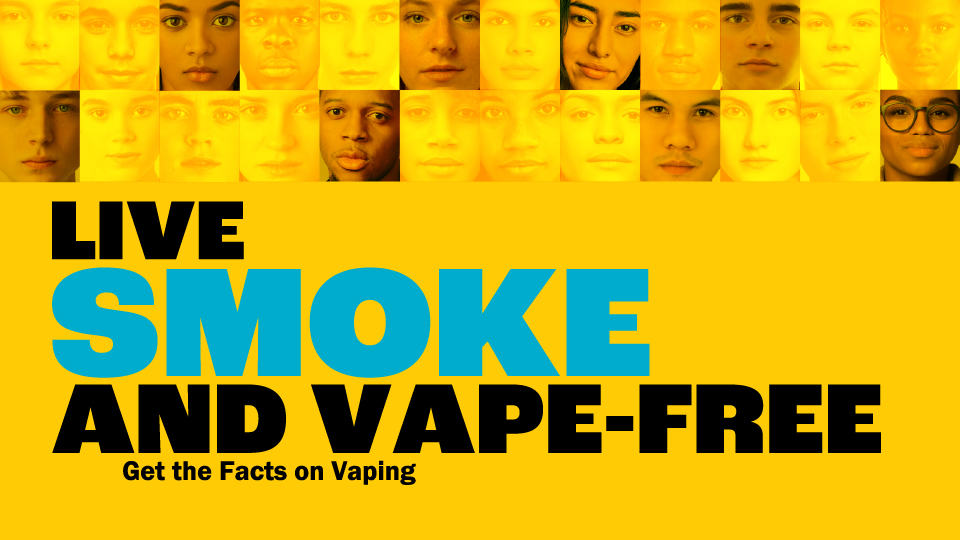 LIVE
SMOKE
AND VAPE-FREE
Get the Facts on Vaping